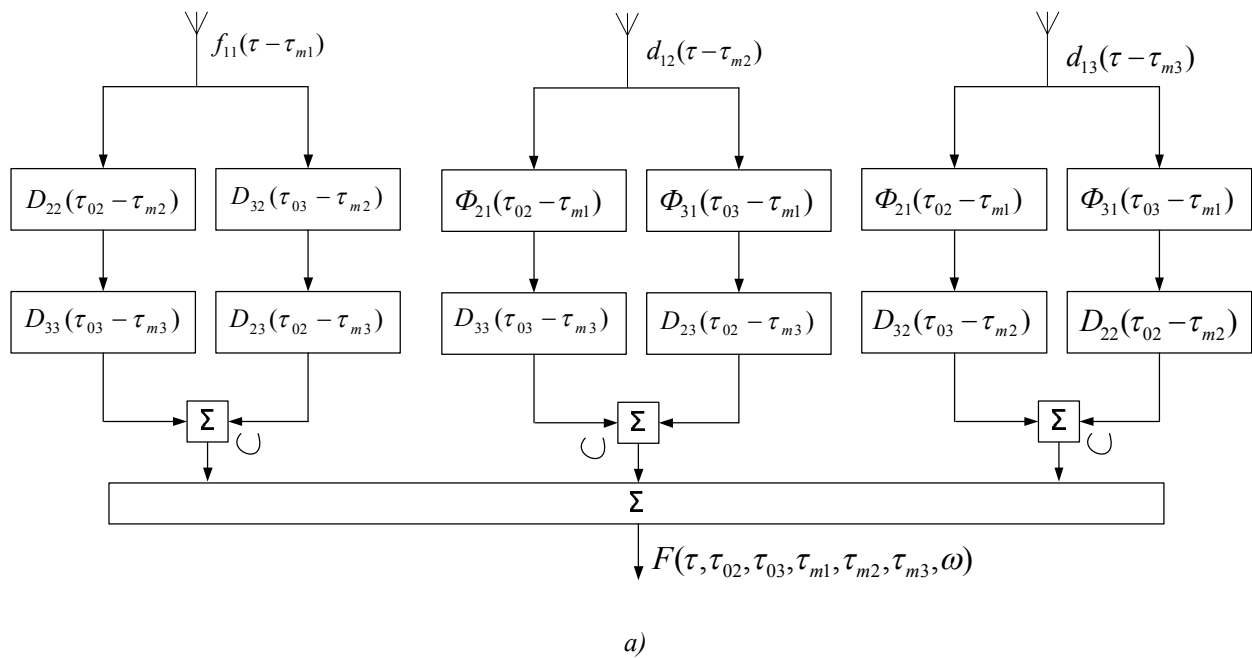 f₁₁(τ − τₘ₁)
d₁₂(τ − τₘ₂)
d₁₃(τ − τₘ₃)
D₂₂(τ₀₂ − τₘ₂)
D₃₂(τ₀₃ − τₘ₂)
Φ₂₁(τ₀₂ − τₘ₁)
Φ₃₁(τ₀₃ − τₘ₁)
Φ₂₁(τ₀₂ − τₘ₁)
Φ₃₁(τ₀₃ − τₘ₁)
D₃₃(τ₀₃ − τₘ₃)
D₂₃(τ₀₂ − τₘ₃)
D₃₃(τ₀₃ − τₘ₃)
D₂₃(τ₀₂ − τₘ₃)
D₃₂(τ₀₃ − τₘ₂)
D₂₂(τ₀₂ − τₘ₂)
Σ
Σ
Σ
Σ
F(τ, τ₀₂, τ₀₃, τₘ₁, τₘ₂, τₘ₃, ω)
a)